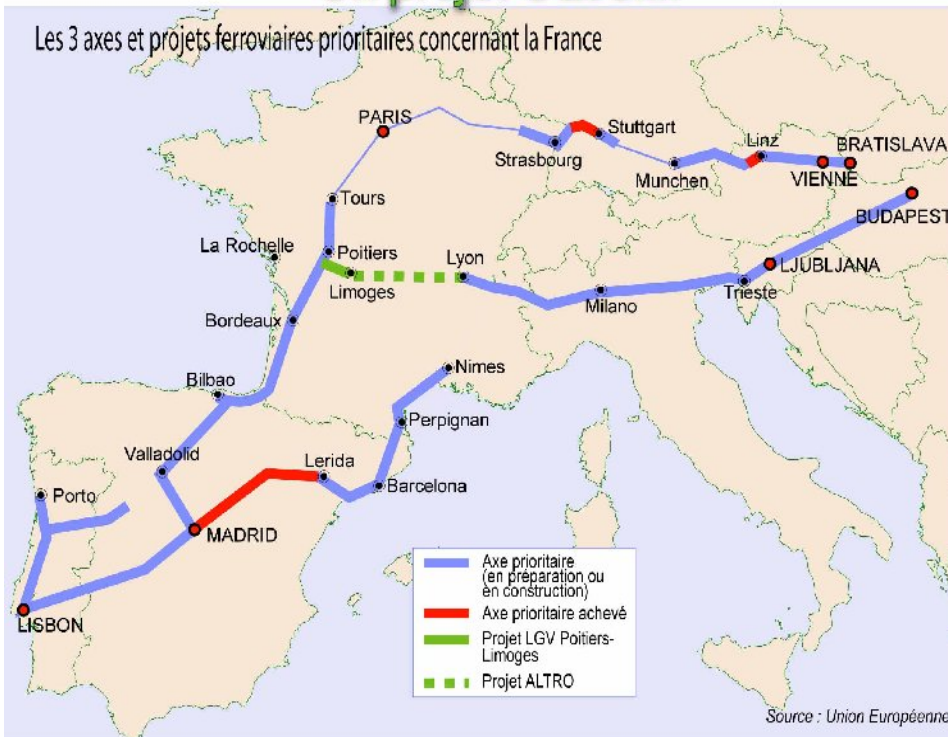 Les 3 axes et projets ferroviaires prioritaires concernant la France
PARIS
Strasbourg
Stuttgart
Munchen
Linz
VIENNE
BRATISLAVA
BUDAPEST
Tours
La Rochelle
Poitiers
Limoges
Lyon
Milano
Trieste
LJUBLJANA
Bordeaux
Bilbao
Nimes
Perpignan
Valladolid
Lerida
Barcelona
Porto
MADRID
LISBON
Axe prioritaire
(en préparation ou
en construction)
Axe prioritaire achevé
Projet LGV Poitiers-
Limoges
Projet ALTRO
Source : Union Européenne